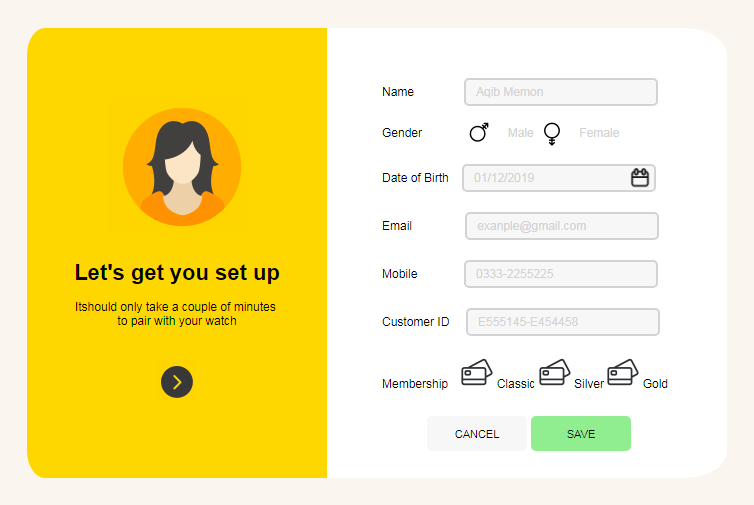 Let's get you set up
Itshould only take a couple of minutes
to pair with your watch
Name Aqib Memon
Gender Male Female
Date of Birth 01/12/2019
Email exanple@gmail.com
Mobile 0333-2255225
Customer ID E555145-E454458
Membership Classic Silver Gold
CANCEL SAVE